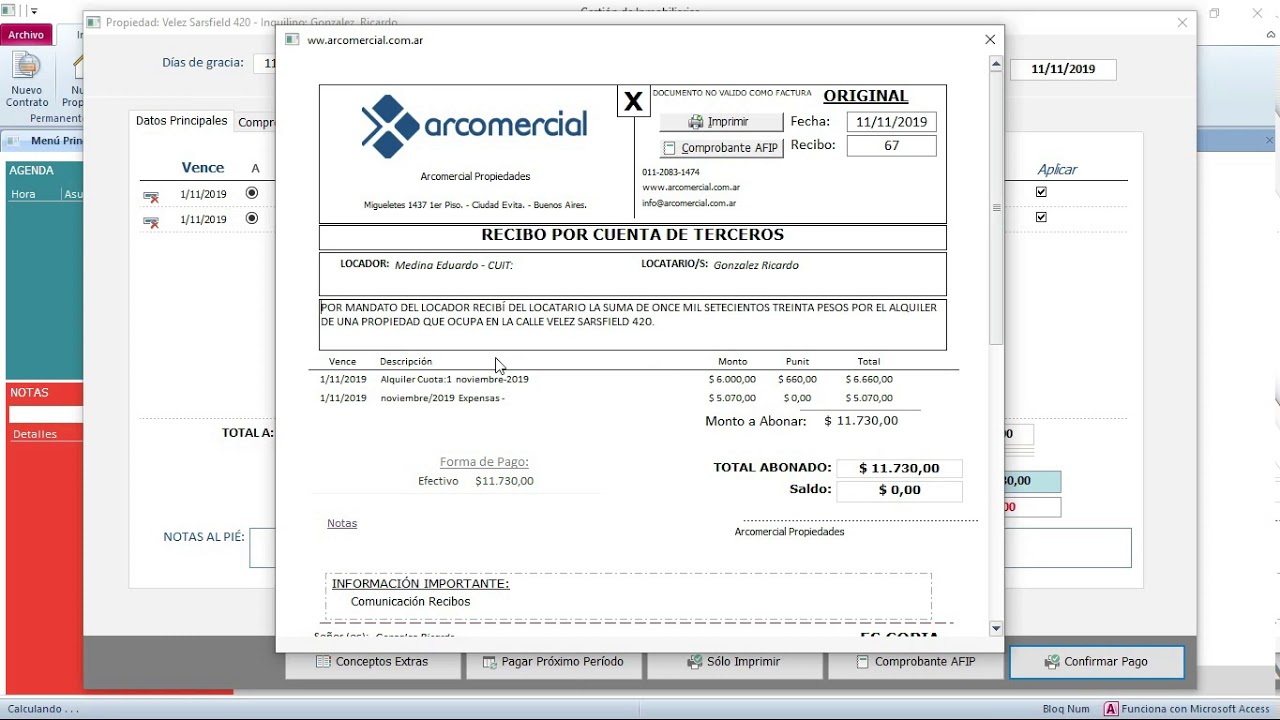 Propiedad: Velez Sarsfield 420 - Inquilino: Gonzalez, Ricardo
Archivo
Días de gracia: 11
11/11/2019
Nuevo
Contrato
Permanente
Menú Prin
Datos Principales
AGENDA
Hora Asu
Vence A
Aplicar
1/11/2019
1/11/2019
NOTAS
Detalles
TOTAL A:
NOTAS AL PIÉ:
ww.arcomercial.com.ar
X
DOCUMENTO NO VALIDO COMO FACTURA ORIGINAL
arcomercial
Imprimir Fecha: 11/11/2019
Comprobante AFIP Recibo: 67
Arcomercial Propiedades
011-2083-1474
www.arcomercial.com.ar
Migueletes 1437 1er Piso. - Ciudad Evita. - Buenos Aires.
info@arcomercial.com.ar
RECIBO POR CUENTA DE TERCEROS
LOCADOR: Medina Eduardo - CUIT: LOCATARIO/S: Gonzalez Ricardo
POR MANDATO DEL LOCADOR RECIBÍ DEL LOCATARIO LA SUMA DE ONCE MIL SETECIENTOS TREINTA PESOS POR EL ALQUILER
DE UNA PROPIEDAD QUE OCUPA EN LA CALLE VELEZ SARSFIELD 420.
Vence Descripción Monto Punit Total
1/11/2019 Alquiler Cuota:1 noviembre-2019 $ 6.000,00 $ 660,00 $ 6.660,00
1/11/2019 noviembre/2019 Expensas - $ 5.070,00 $ 0,00 $ 5.070,00
Monto a Abonar: $ 11.730,00
Forma de Pago:
Efectivo $11.730,00
TOTAL ABONADO: $ 11.730,00
Saldo: $ 0,00
Notas
Arcomercial Propiedades
INFORMACIÓN IMPORTANTE:
Comunicación Recibos
Conceptos Extras Pagar Próximo Período Sólo Imprimir Comprobante AFIP Confirmar Pago
Calculando . . . Bloq Num Funciona con Microsoft Access